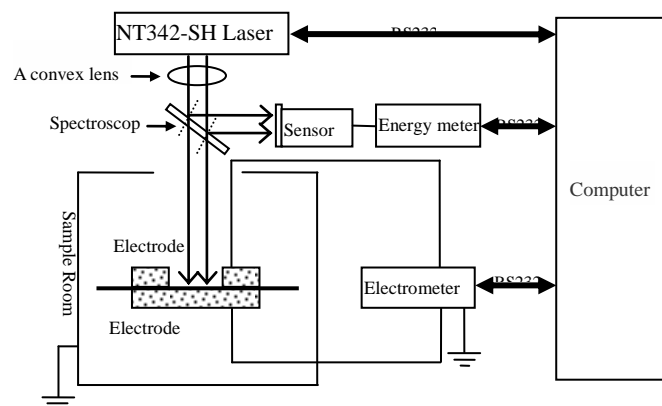 NT342-SH Laser
RS232
A convex lens
Spectroscop
Sensor
Energy meter
RS232
Computer
Sample Room
Electrode
Electrometer
RS232
Electrode